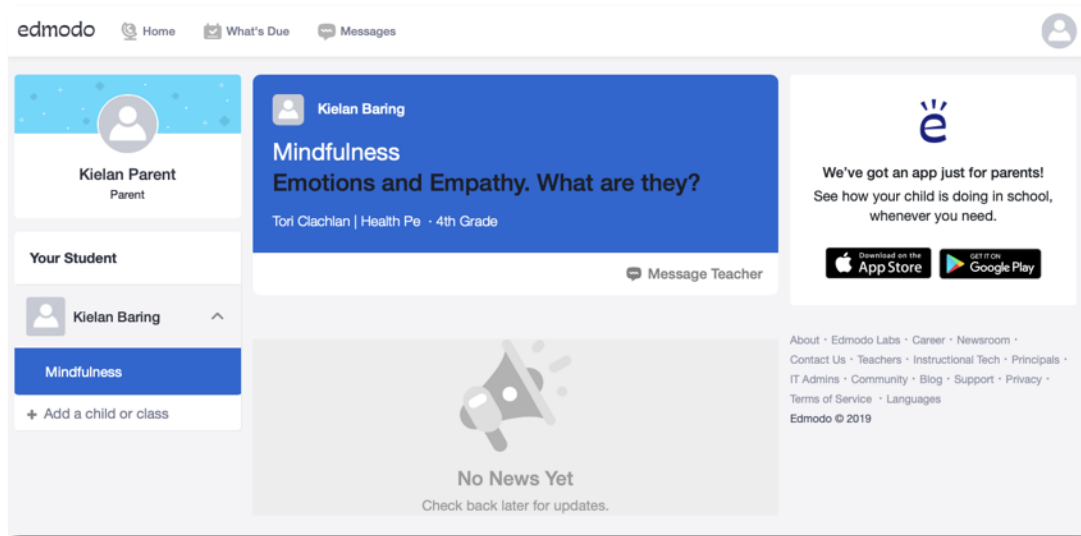 edmodo Home What's Due Messages
Kielan Parent
Parent
Your Student
Kielan Baring
Mindfulness
+ Add a child or class
Kielan Baring
Mindfulness
Emotions and Empathy. What are they?
Tori Clachlan | Health Pe · 4th Grade
Message Teacher
No News Yet
Check back later for updates.
ë
We've got an app just for parents!
See how your child is doing in school,
whenever you need.
Download on the
App Store
GET IT ON
Google Play
About · Edmodo Labs · Career · Newsroom ·
Contact Us · Teachers · Instructional Tech · Principals ·
IT Admins · Community · Blog · Support · Privacy ·
Terms of Service · Languages
Edmodo © 2019